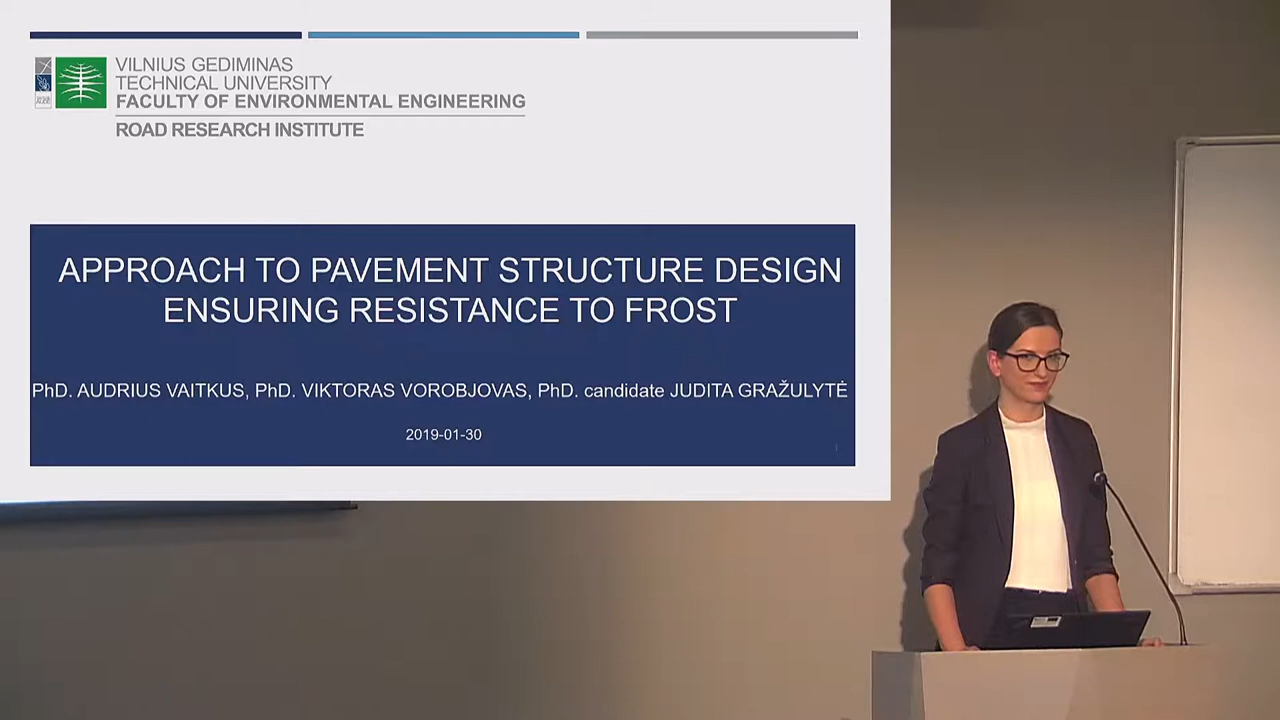 VILNIUS GEDIMINAS
TECHNICAL UNIVERSITY
FACULTY OF ENVIRONMENTAL ENGINEERING
ROAD RESEARCH INSTITUTE
APPROACH TO PAVEMENT STRUCTURE DESIGN
ENSURING RESISTANCE TO FROST
PhD. AUDRIUS VAITKUS, PhD. VIKTORAS VOROBJOVAS, PhD. candidate JUDITA GRAŽULYTĖ
2019-01-30